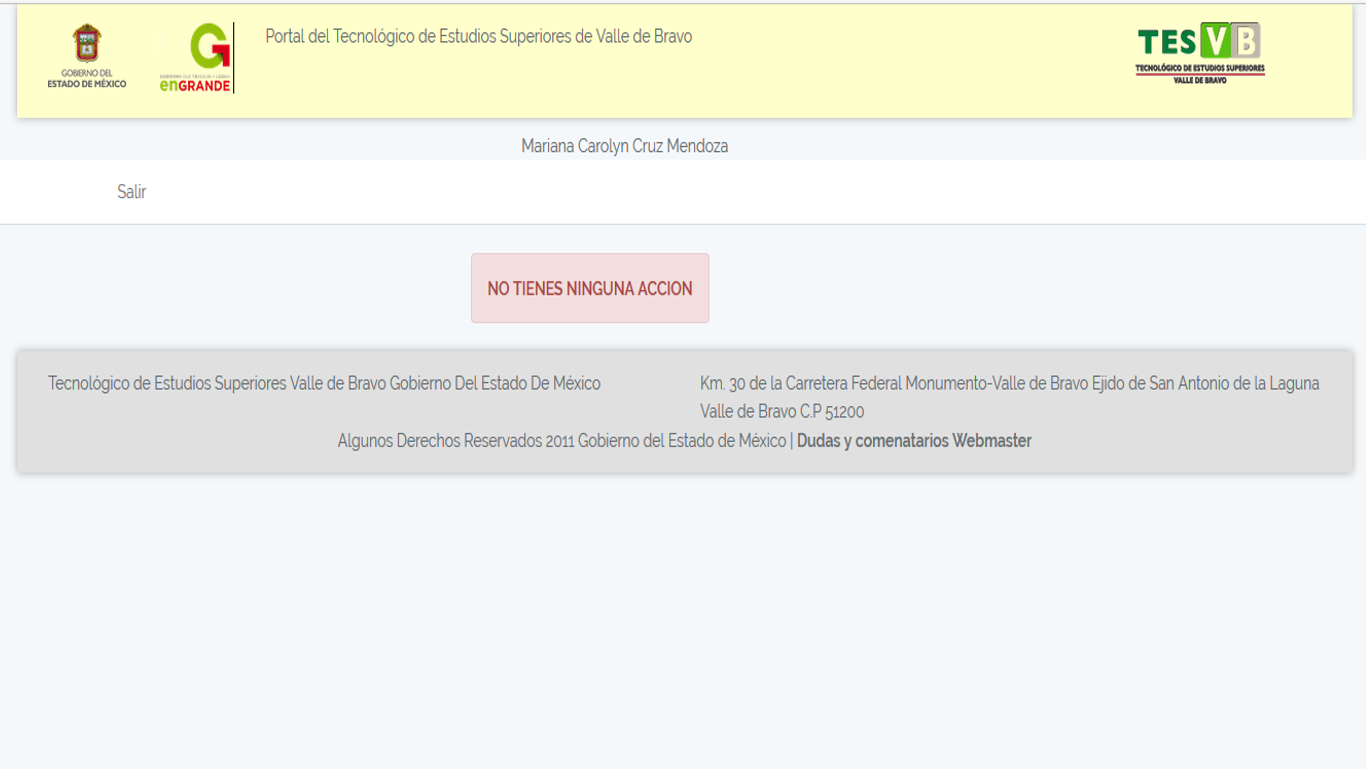 GOBIERNO DEL
ESTADO DE MÉXICO
enGRANDE
Portal del Tecnológico de Estudios Superiores de Valle de Bravo
TESVB
TECNOLÓGICO DE ESTUDIOS SUPERIORES
VALLE DE BRAVO
Mariana Carolyn Cruz Mendoza
Salir
NO TIENES NINGUNA ACCION
Tecnológico de Estudios Superiores Valle de Bravo Gobierno Del Estado De México
Km. 30 de la Carretera Federal Monumento-Valle de Bravo Ejido de San Antonio de la Laguna
Valle de Bravo C.P 51200
Algunos Derechos Reservados 2011 Gobierno del Estado de México | Dudas y comenatarios Webmaster